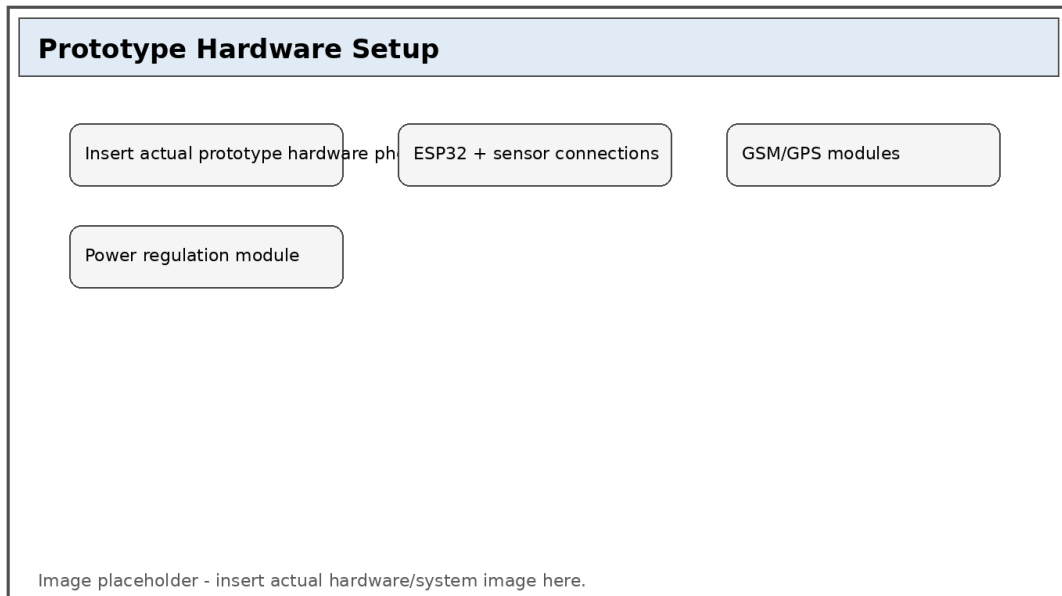 Prototype Hardware Setup
Insert actual prototype hardware
ESP32 + sensor connections
GSM/GPS modules
Power regulation module
Image placeholder - insert actual hardware/system image here.